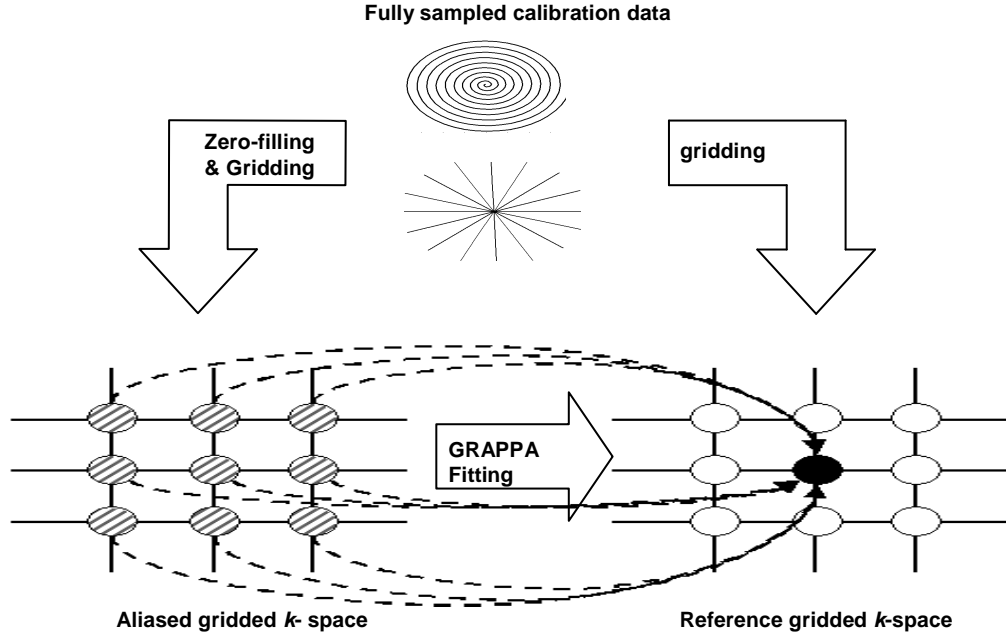 Fully sampled calibration data
Zero-filling
& Gridding
gridding
GRAPPA
Fitting
Aliased gridded k- space
Reference gridded k-space